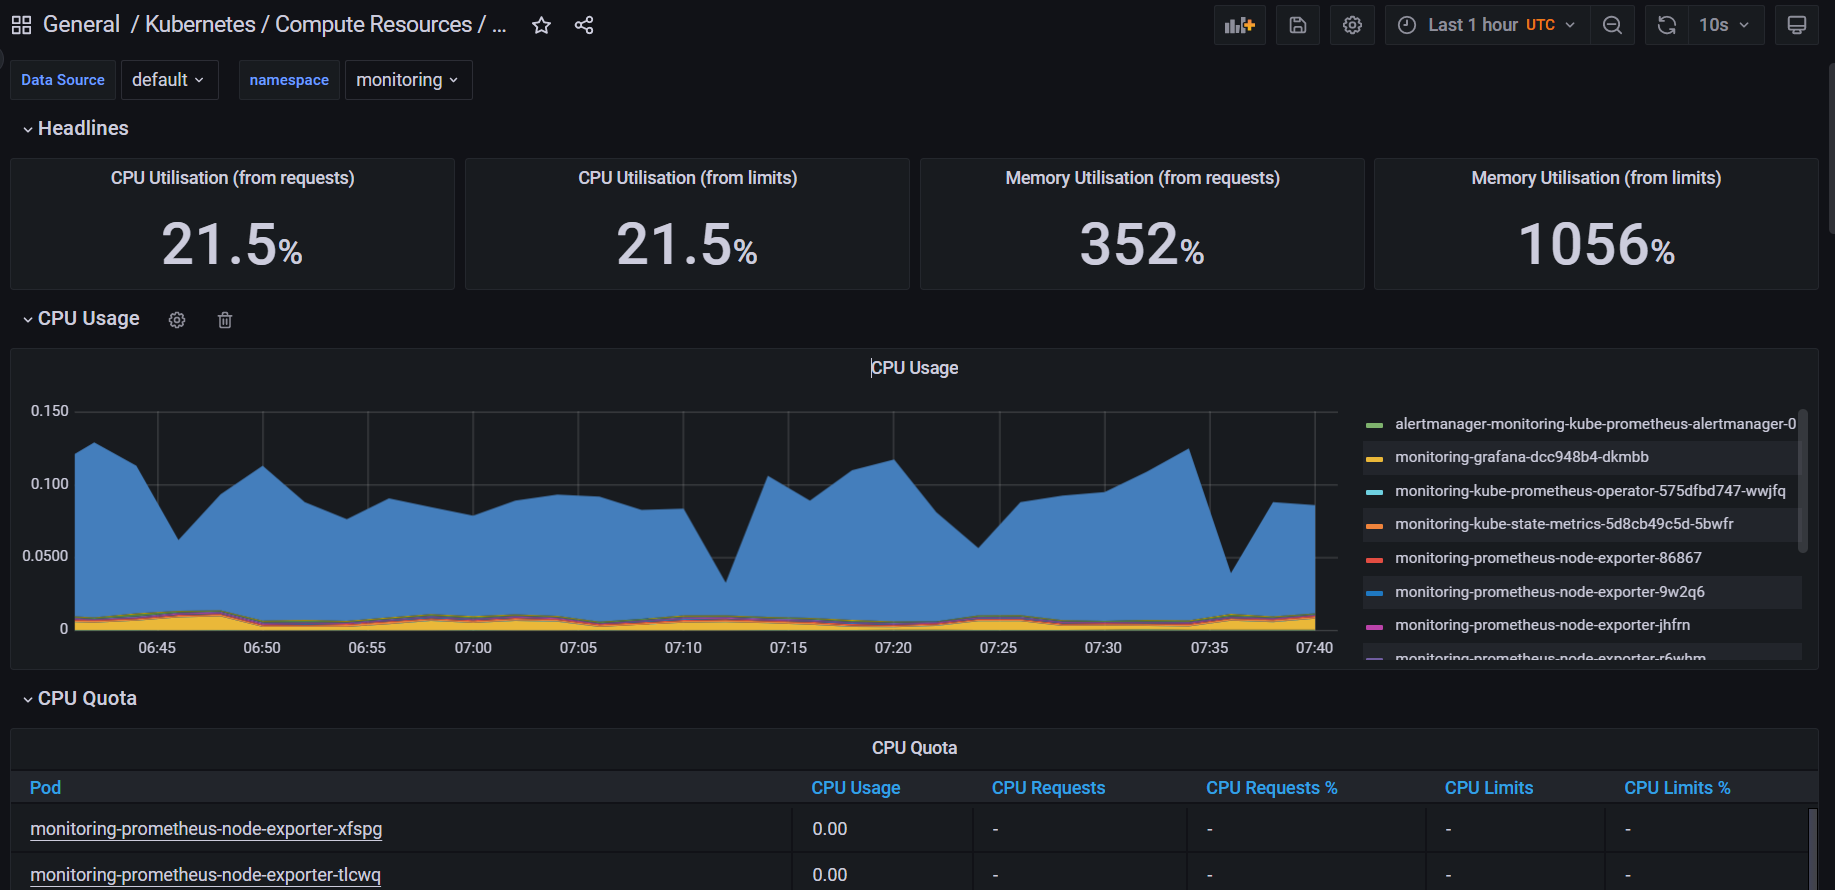 General / Kubernetes / Compute Resources / ...
Last 1 hour UTC
10s
Data Source default namespace monitoring
Headlines
CPU Utilisation (from requests)
21.5%
CPU Utilisation (from limits)
21.5%
Memory Utilisation (from requests)
352%
Memory Utilisation (from limits)
1056%
CPU Usage
CPU Usage
0.150
0.100
0.0500
0
06:45 06:50 06:55 07:00 07:05 07:10 07:15 07:20 07:25 07:30 07:35 07:40
alertmanager-monitoring-kube-prometheus-alertmanager-0
monitoring-grafana-dcc948b4-dkmbb
monitoring-kube-prometheus-operator-575dfbd747-wwjfq
monitoring-kube-state-metrics-5d8cb49c5d-5bwfr
monitoring-prometheus-node-exporter-86867
monitoring-prometheus-node-exporter-9w2q6
monitoring-prometheus-node-exporter-jhfrn
monitoring-prometheus-node-exporter-r6whm
CPU Quota
CPU Quota
Pod CPU Usage CPU Requests CPU Requests % CPU Limits CPU Limits %
monitoring-prometheus-node-exporter-xfspg 0.00 - - - -
monitoring-prometheus-node-exporter-tlcwq 0.00 - - - -